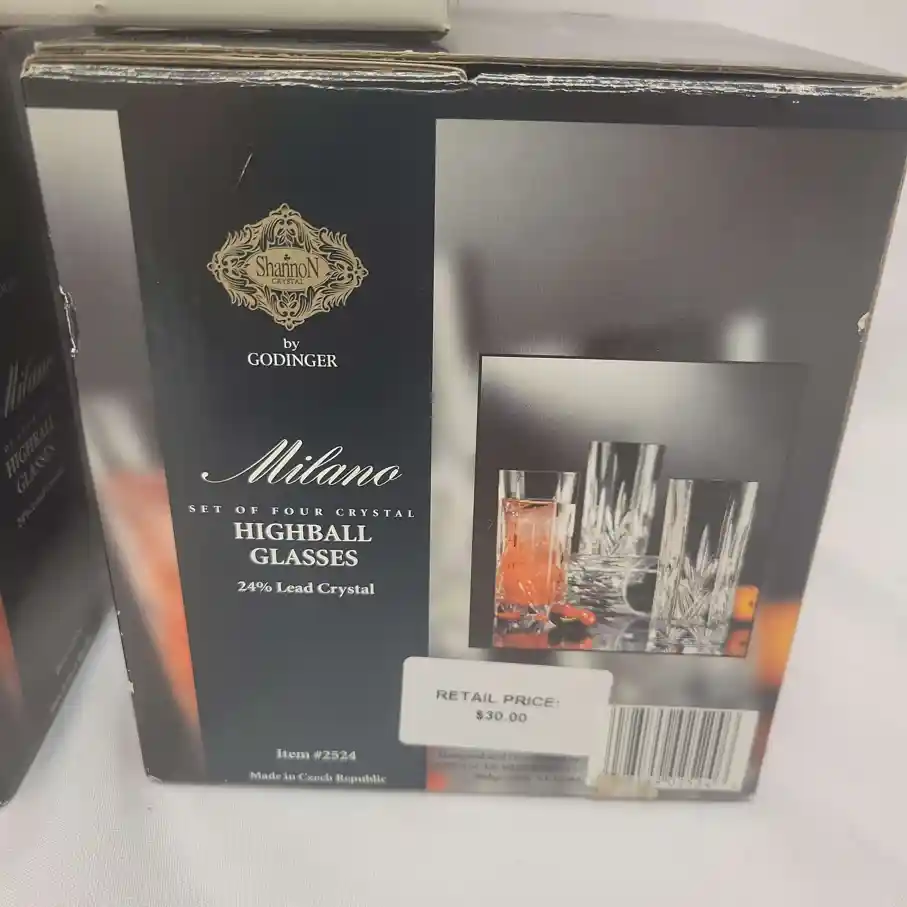 ShannoN
CRYSTAL
by
GODINGER
Milano
SET OF FOUR CRYSTAL
HIGHBALL
GLASSES
24% Lead Crystal
RETAIL PRICE:
$30.00
Item #2524
Made in Czech Republic
Milano
HIGHBALL
GLASSES